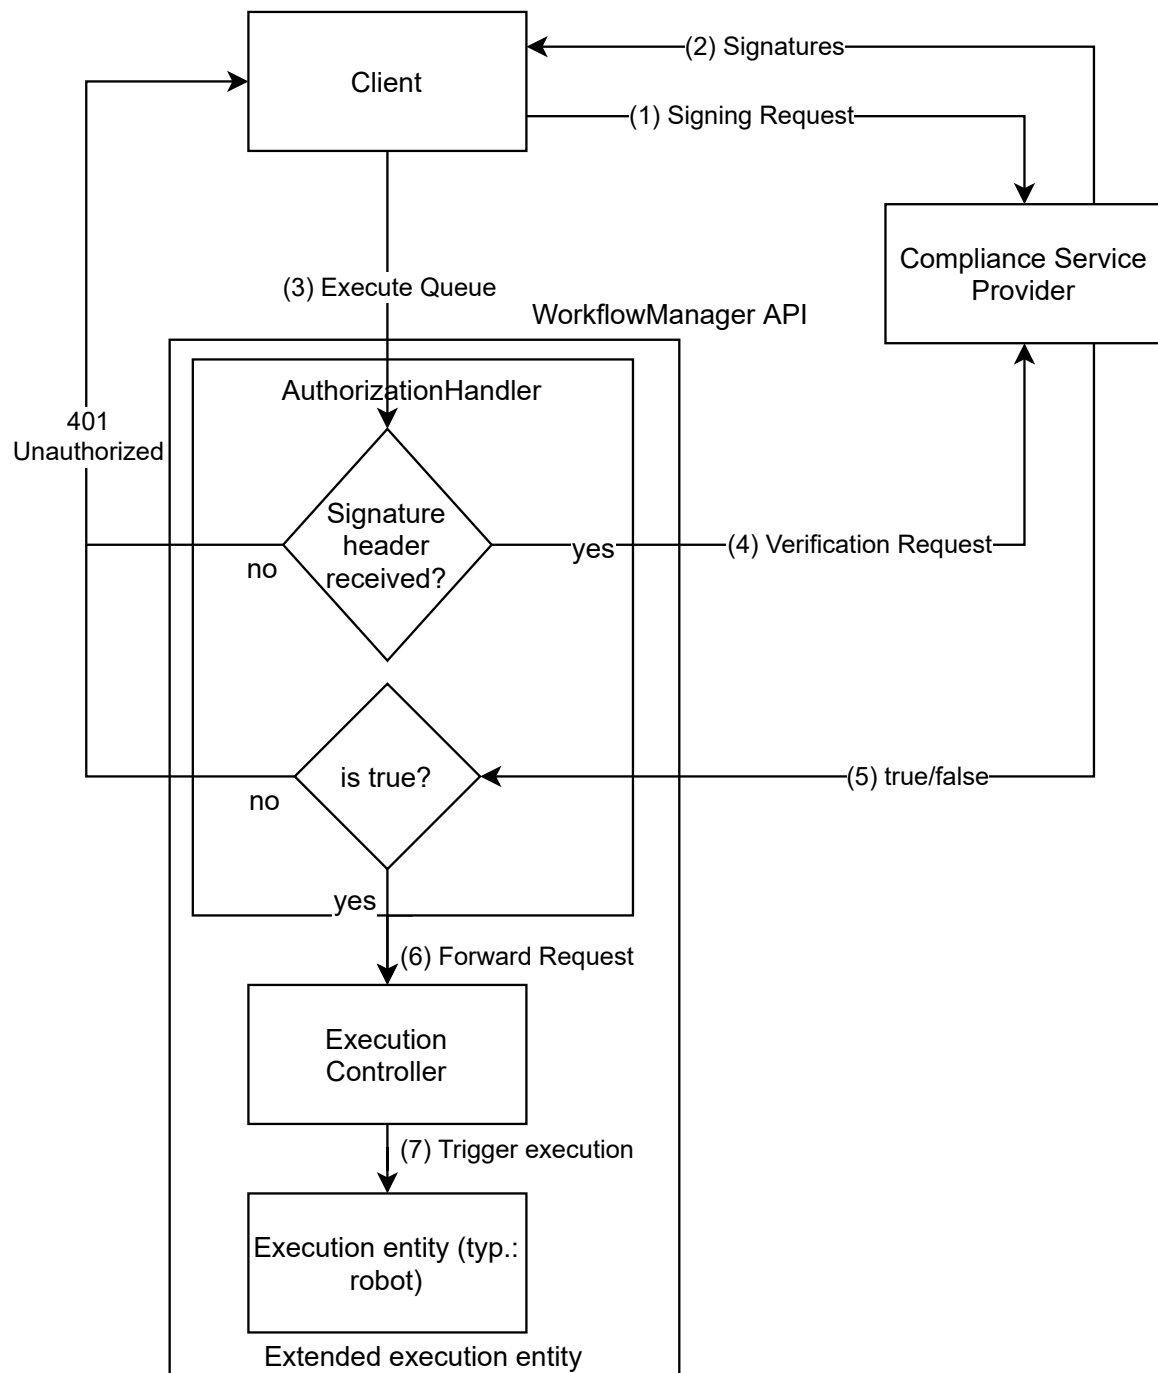 (2) Signatures
Client
(1) Signing Request
Compliance Service
Provider
(3) Execute Queue
WorkflowManager API
AuthorizationHandler
401
Unauthorized
Signature
header
received?
no
yes
(4) Verification Request
is true?
no
(5) true/false
yes
(6) Forward Request
Execution
Controller
(7) Trigger execution
Execution entity (typ.:
robot)
Extended execution entity